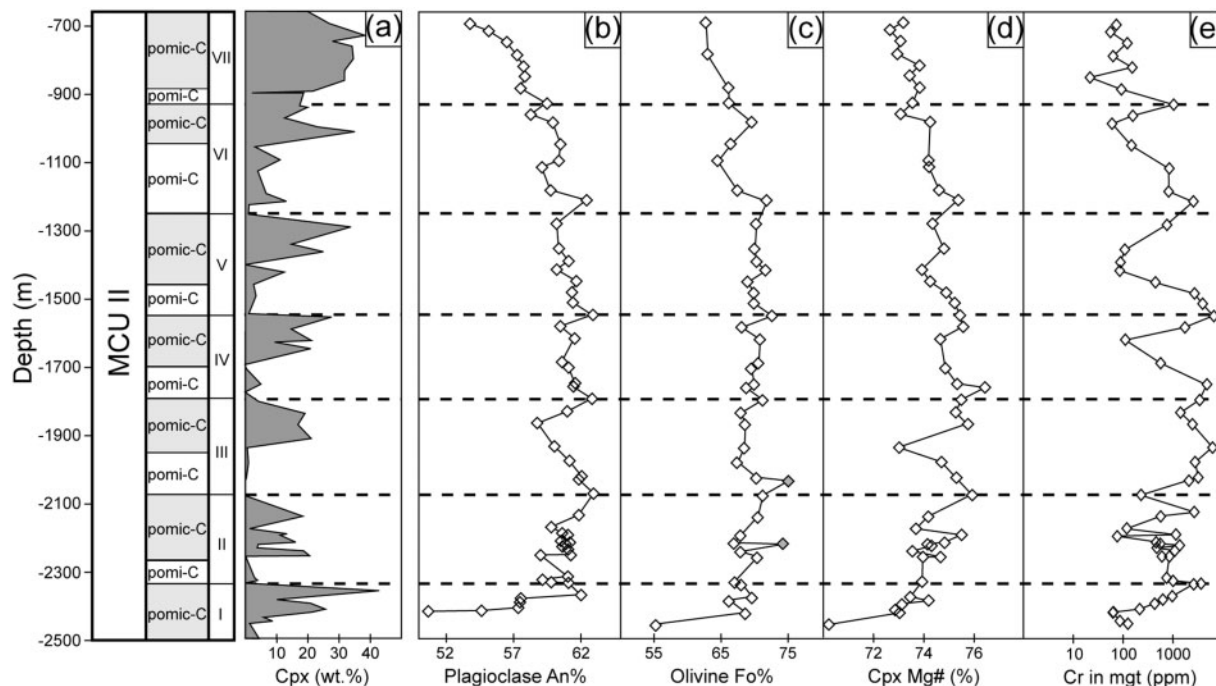 (a) (b) (c) (d) (e)
Depth (m)
-700
-900
-1100
-1300
-1500
-1700
-1900
-2100
-2300
-2500
MCU II
pomic-C
pomi-C
pomic-C
pomi-C
pomic-C
pomi-C
pomic-C
pomi-C
pomic-C
pomi-C
pomic-C
pomi-C
pomic-C
VII
VI
V
IV
III
II
I
10 20 30 40
Cpx (wt.%)
52 57 62
Plagioclase An%
55 65 75
Olivine Fo%
72 74 76
Cpx Mg# (%)
10 100 1000
Cr in mgt (ppm)